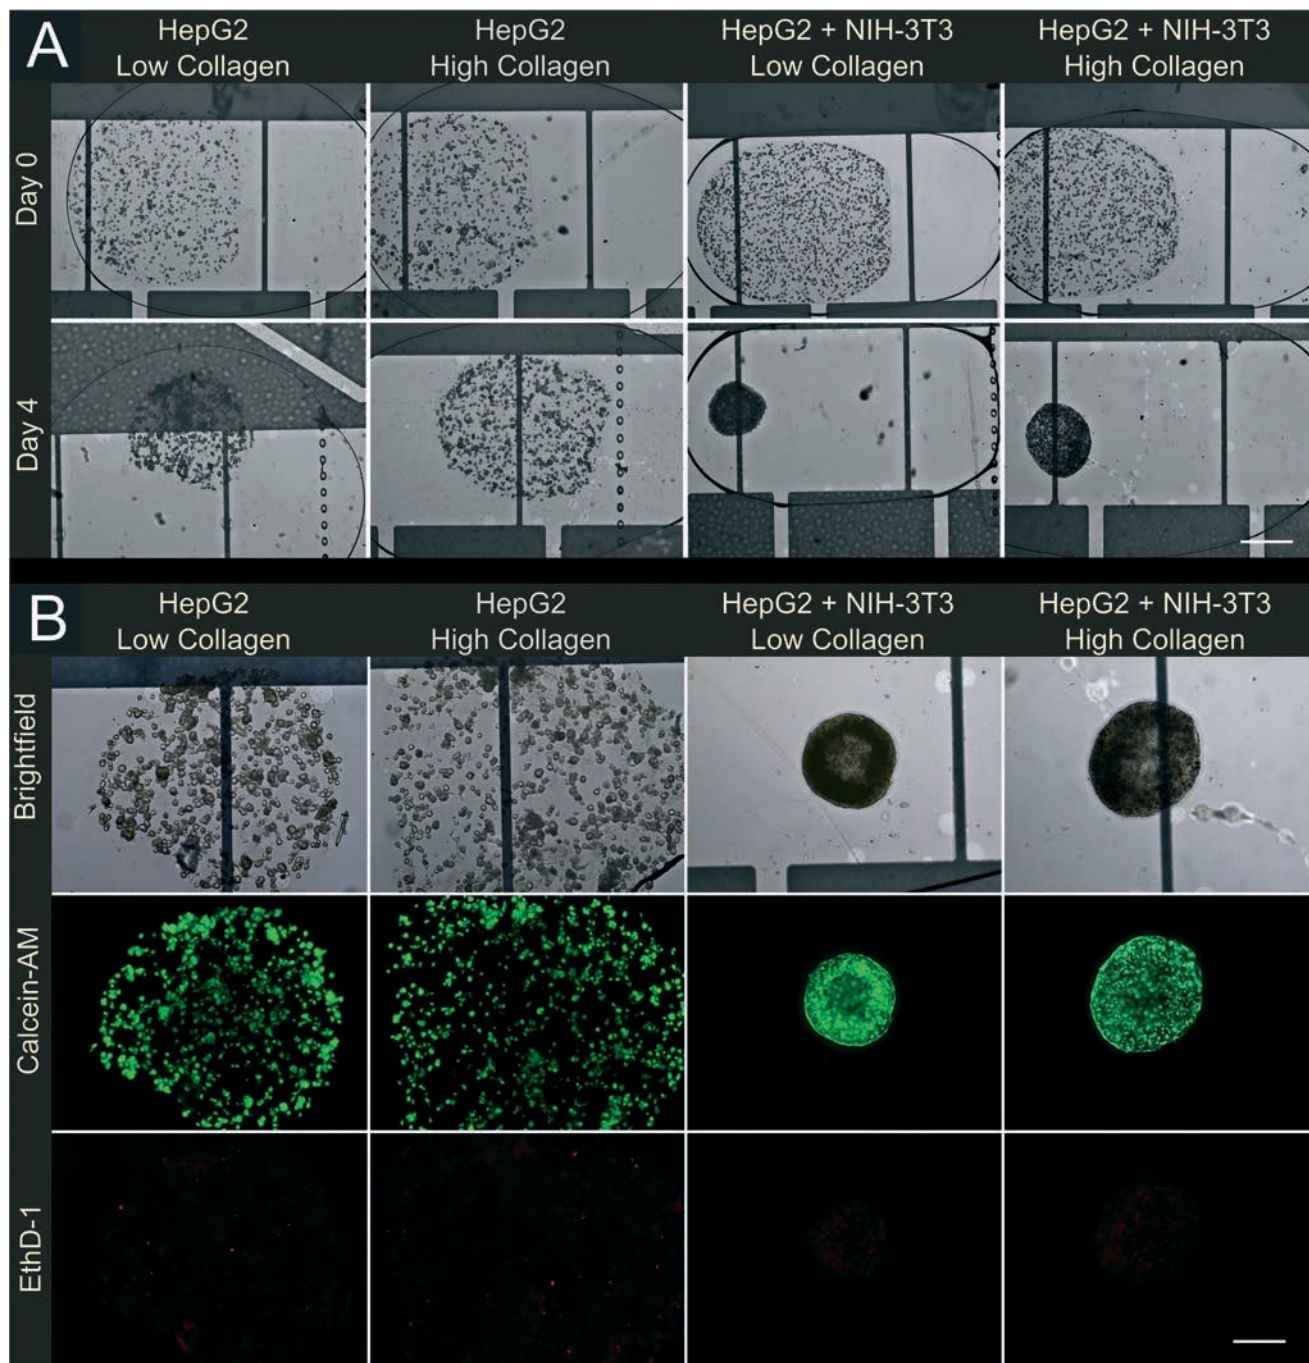 A
HepG2
Low Collagen
HepG2
High Collagen
HepG2 + NIH-3T3
Low Collagen
HepG2 + NIH-3T3
High Collagen
Day 0
Day 4
B
HepG2
Low Collagen
HepG2
High Collagen
HepG2 + NIH-3T3
Low Collagen
HepG2 + NIH-3T3
High Collagen
Brightfield
Calcein-AM
EthD-1